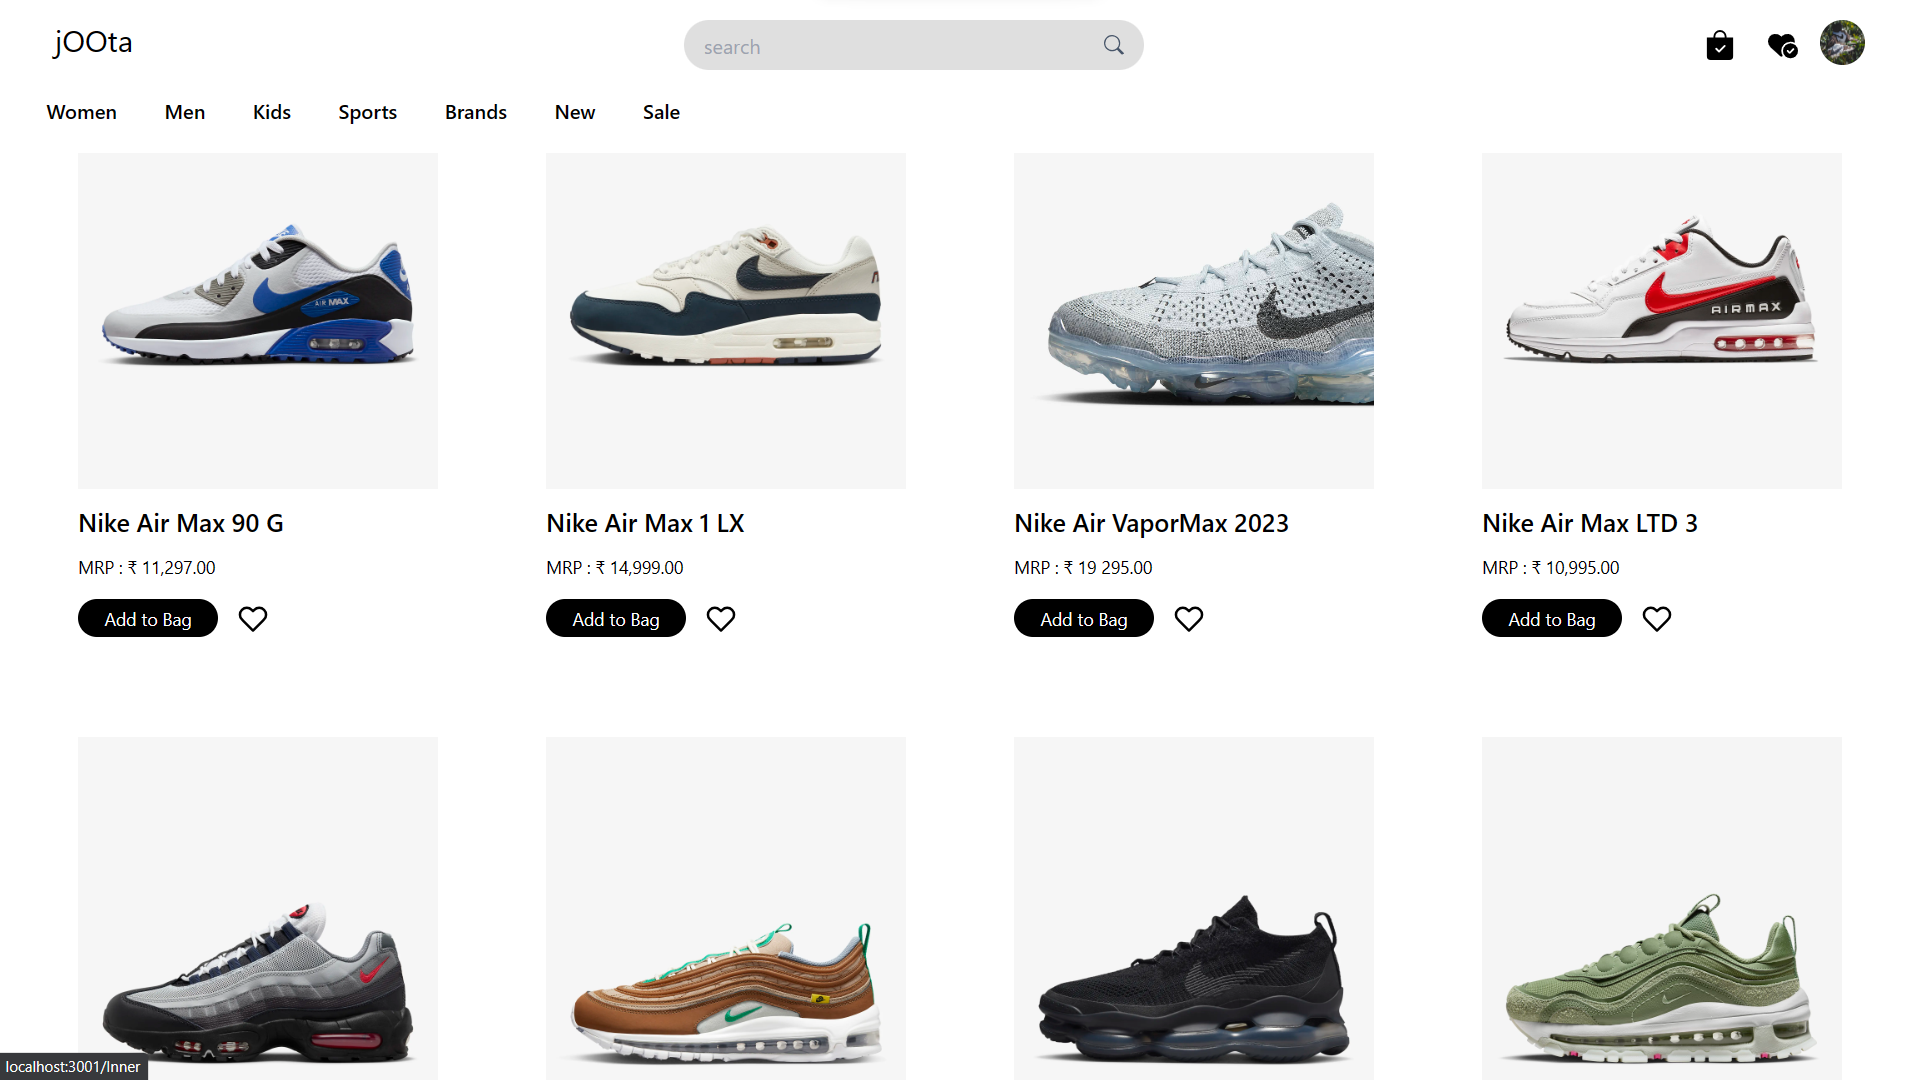 jOOta
search
Women Men Kids Sports Brands New Sale
AIR MAX
AIRMAX
Nike Air Max 90 G
MRP : ₹ 11,297.00
Add to Bag
Nike Air Max 1 LX
MRP : ₹ 14,999.00
Add to Bag
Nike Air VaporMax 2023
MRP : ₹ 19 295.00
Add to Bag
Nike Air Max LTD 3
MRP : ₹ 10,995.00
Add to Bag
localhost:3001/Inner